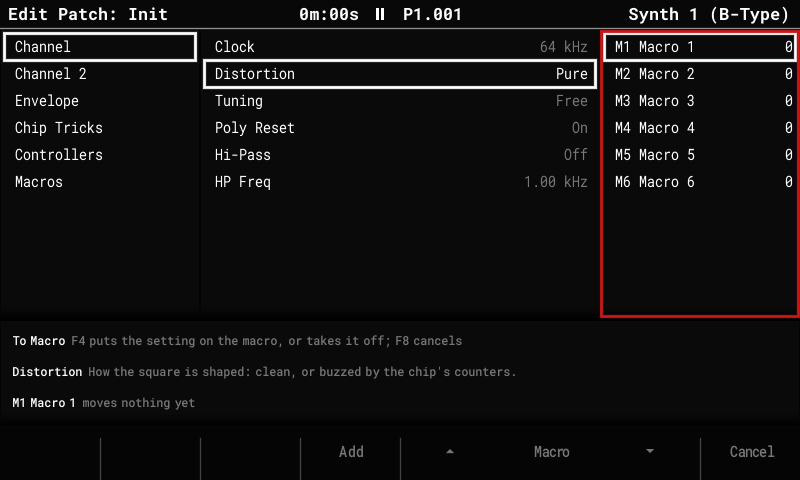 Edit Patch: Init 0m:00s P1.001 Synth 1 (B-Type)
Channel Clock 64 kHz M1 Macro 1 0
Channel 2 Distortion Pure M2 Macro 2 0
Envelope Tuning Free M3 Macro 3 0
Chip Tricks Poly Reset On M4 Macro 4 0
Controllers Hi-Pass Off M5 Macro 5 0
Macros HP Freq 1.00 kHz M6 Macro 6 0
To Macro F4 puts the setting on the macro, or takes it off; F8 cancels
Distortion How the square is shaped: clean, or buzzed by the chip's counters.
M1 Macro 1 moves nothing yet
Add Macro Cancel